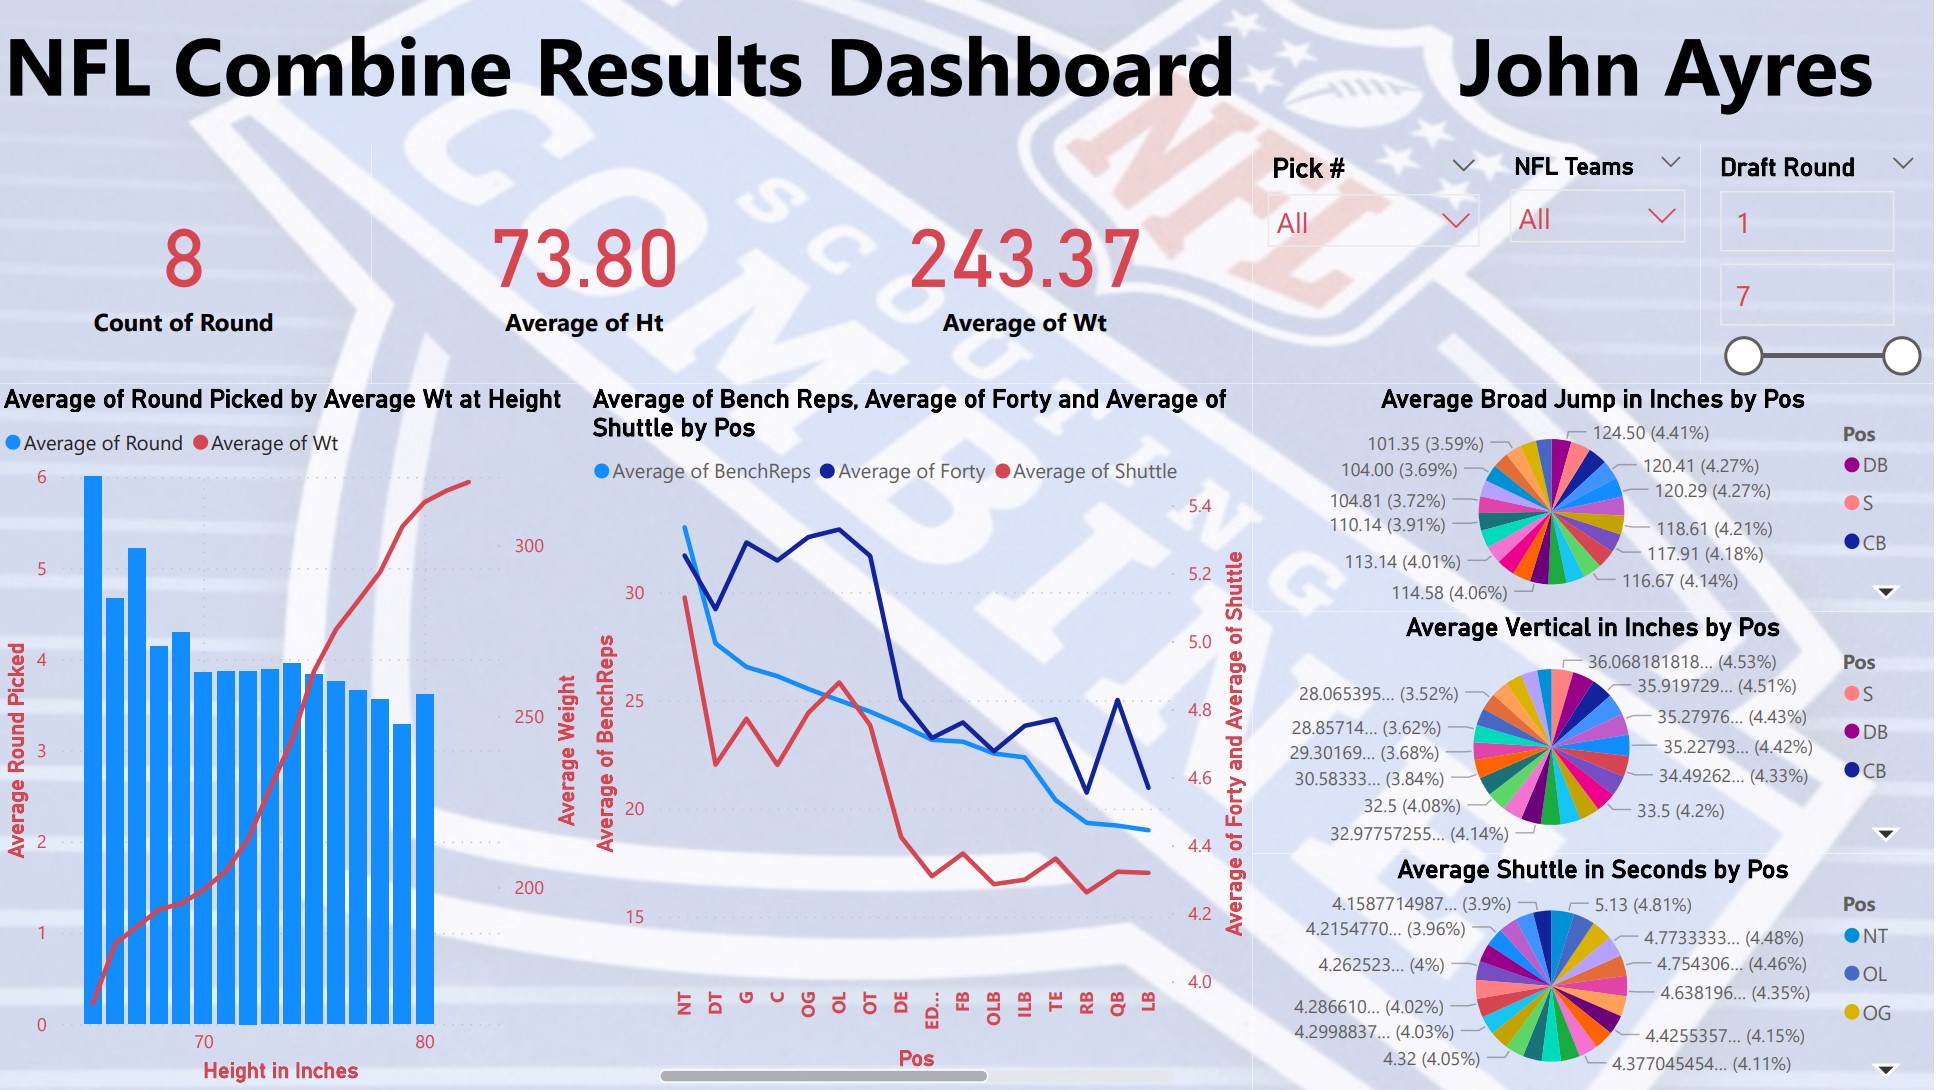 NFL Combine Results Dashboard
John Ayres
SCOUTING
COMBINE
NFL
Pick #
All
NFL Teams
All
Draft Round
1
7
8
Count of Round
73.80
Average of Ht
243.37
Average of Wt
Average of Round Picked by Average Wt at Height
Average of Round
Average of Wt
6
5
4
3
2
1
0
300
250
200
70
80
Average Round Picked
Average Weight
Height in Inches
Average of Bench Reps, Average of Forty and Average of
Shuttle by Pos
Average of BenchReps
Average of Forty
Average of Shuttle
30
25
20
15
5.4
5.2
5.0
4.8
4.6
4.4
4.2
4.0
Average of BenchReps
Average of Forty and Average of Shuttle
NT
DT
G
C
OG
OL
OT
DE
ED...
FB
OLB
ILB
TE
RB
QB
LB
Pos
Average Broad Jump in Inches by Pos
124.50 (4.41%)
120.41 (4.27%)
120.29 (4.27%)
118.61 (4.21%)
117.91 (4.18%)
116.67 (4.14%)
114.58 (4.06%)
113.14 (4.01%)
110.14 (3.91%)
104.81 (3.72%)
104.00 (3.69%)
101.35 (3.59%)
Pos
DB
S
CB
Average Vertical in Inches by Pos
36.068181818... (4.53%)
35.919729... (4.51%)
35.27976... (4.43%)
35.22793... (4.42%)
34.49262... (4.33%)
33.5 (4.2%)
32.97757255... (4.14%)
32.5 (4.08%)
30.58333... (3.84%)
29.30169... (3.68%)
28.85714... (3.62%)
28.065395... (3.52%)
Pos
S
DB
CB
Average Shuttle in Seconds by Pos
5.13 (4.81%)
4.7733333... (4.48%)
4.754306... (4.46%)
4.638196... (4.35%)
4.4255357... (4.15%)
4.377045454... (4.11%)
4.32 (4.05%)
4.2998837... (4.03%)
4.286610... (4.02%)
4.262523... (4%)
4.2154770... (3.96%)
4.1587714987... (3.9%)
Pos
NT
OL
OG